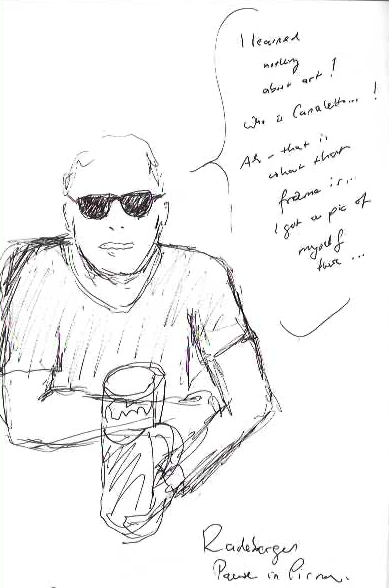 I learned
nothing
about art!
Who is Canaletto...!
Ah - that is
what that
frame is...
I got a pic of
myself
there...
Radeberger
Pause in Pirna.